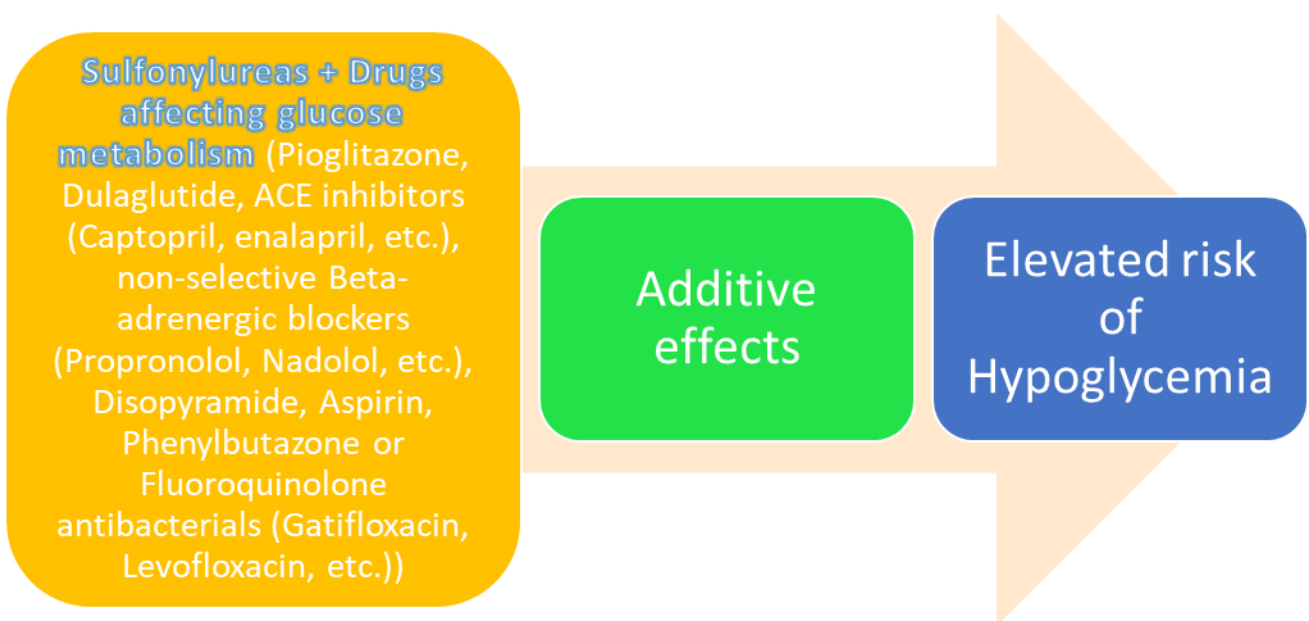 Sulfonylureas + Drugs
affecting glucose
metabolism (Pioglitazone,
Dulaglutide, ACE inhibitors
(Captopril, enalapril, etc.),
non-selective Beta-
adrenergic blockers
(Propronolol, Nadolol, etc.),
Disopyramide, Aspirin,
Phenylbutazone or
Fluoroquinolone
antibacterials (Gatifloxacin,
Levofloxacin, etc.))
Additive
effects
Elevated risk
of
Hypoglycemia